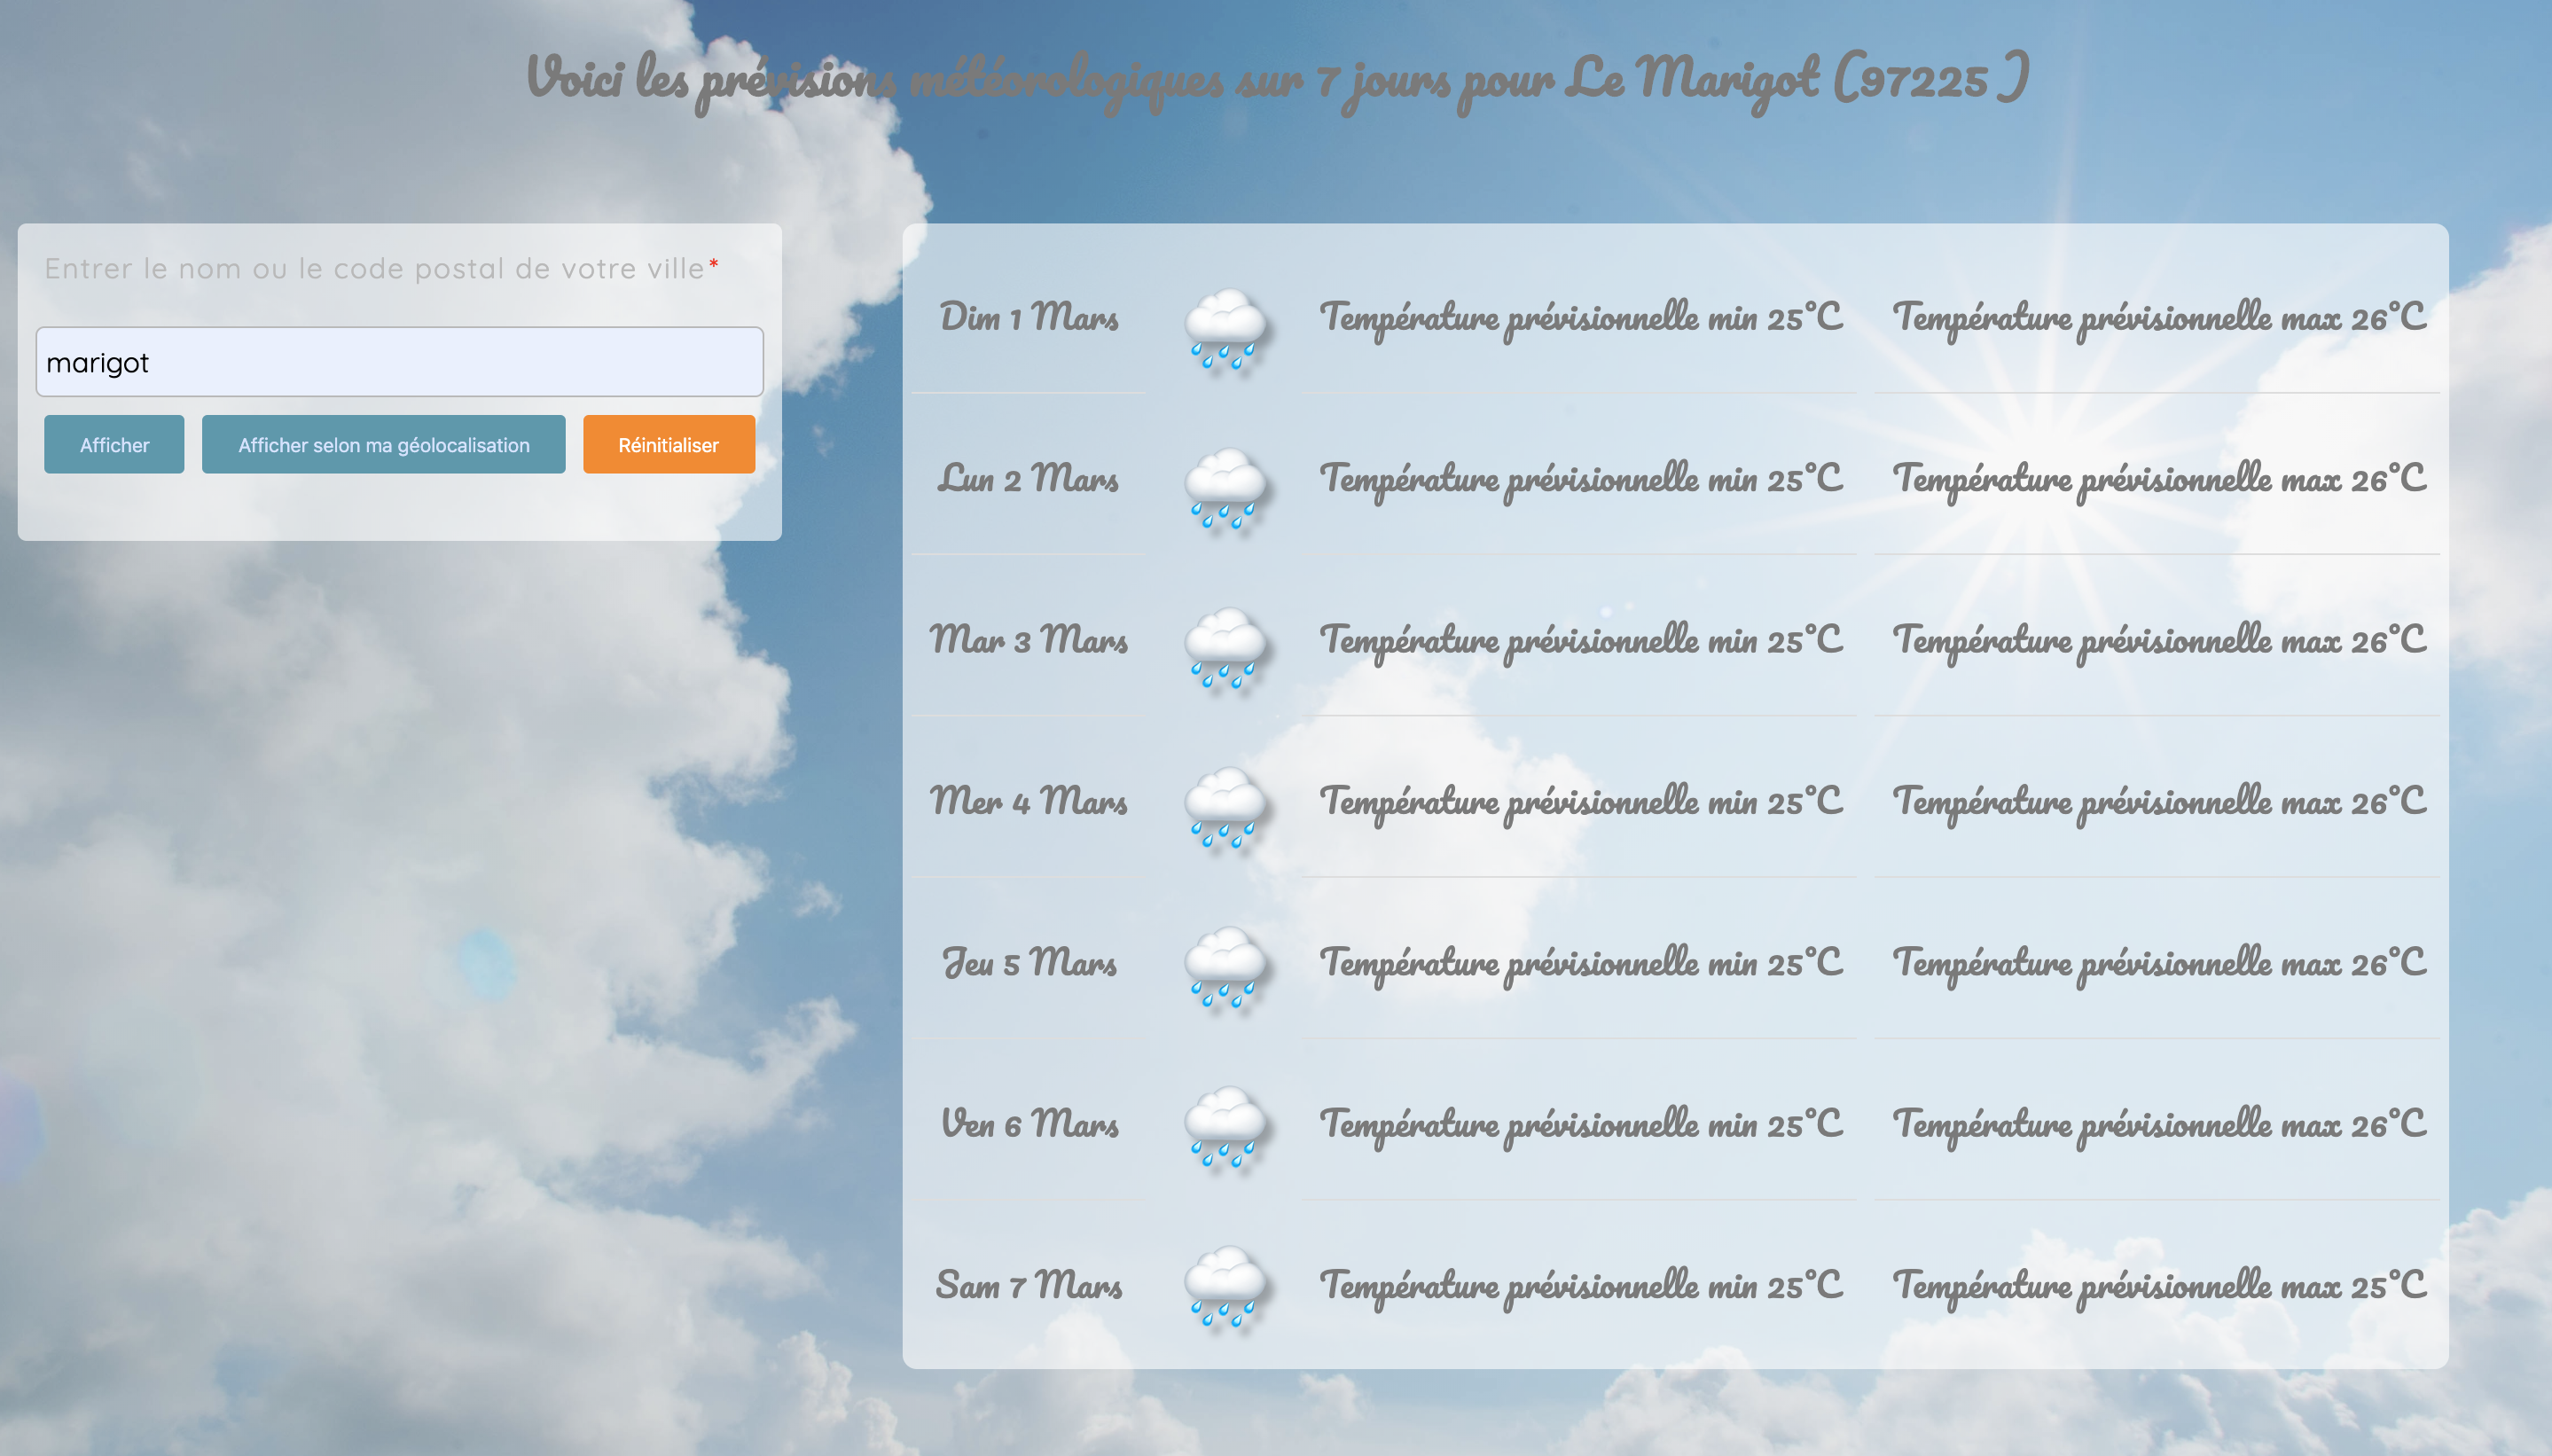 Voici les prévisions météorologiques sur 7 jours pour Le Marigot (97225 )
Entrer le nom ou le code postal de votre ville*
marigot
Afficher
Afficher selon ma géolocalisation
Réinitialiser
Dim 1 Mars Température prévisionnelle min 25°C Température prévisionnelle max 26°C
Lun 2 Mars Température prévisionnelle min 25°C Température prévisionnelle max 26°C
Mar 3 Mars Température prévisionnelle min 25°C Température prévisionnelle max 26°C
Mer 4 Mars Température prévisionnelle min 25°C Température prévisionnelle max 26°C
Jeu 5 Mars Température prévisionnelle min 25°C Température prévisionnelle max 26°C
Ven 6 Mars Température prévisionnelle min 25°C Température prévisionnelle max 26°C
Sam 7 Mars Température prévisionnelle min 25°C Température prévisionnelle max 25°C